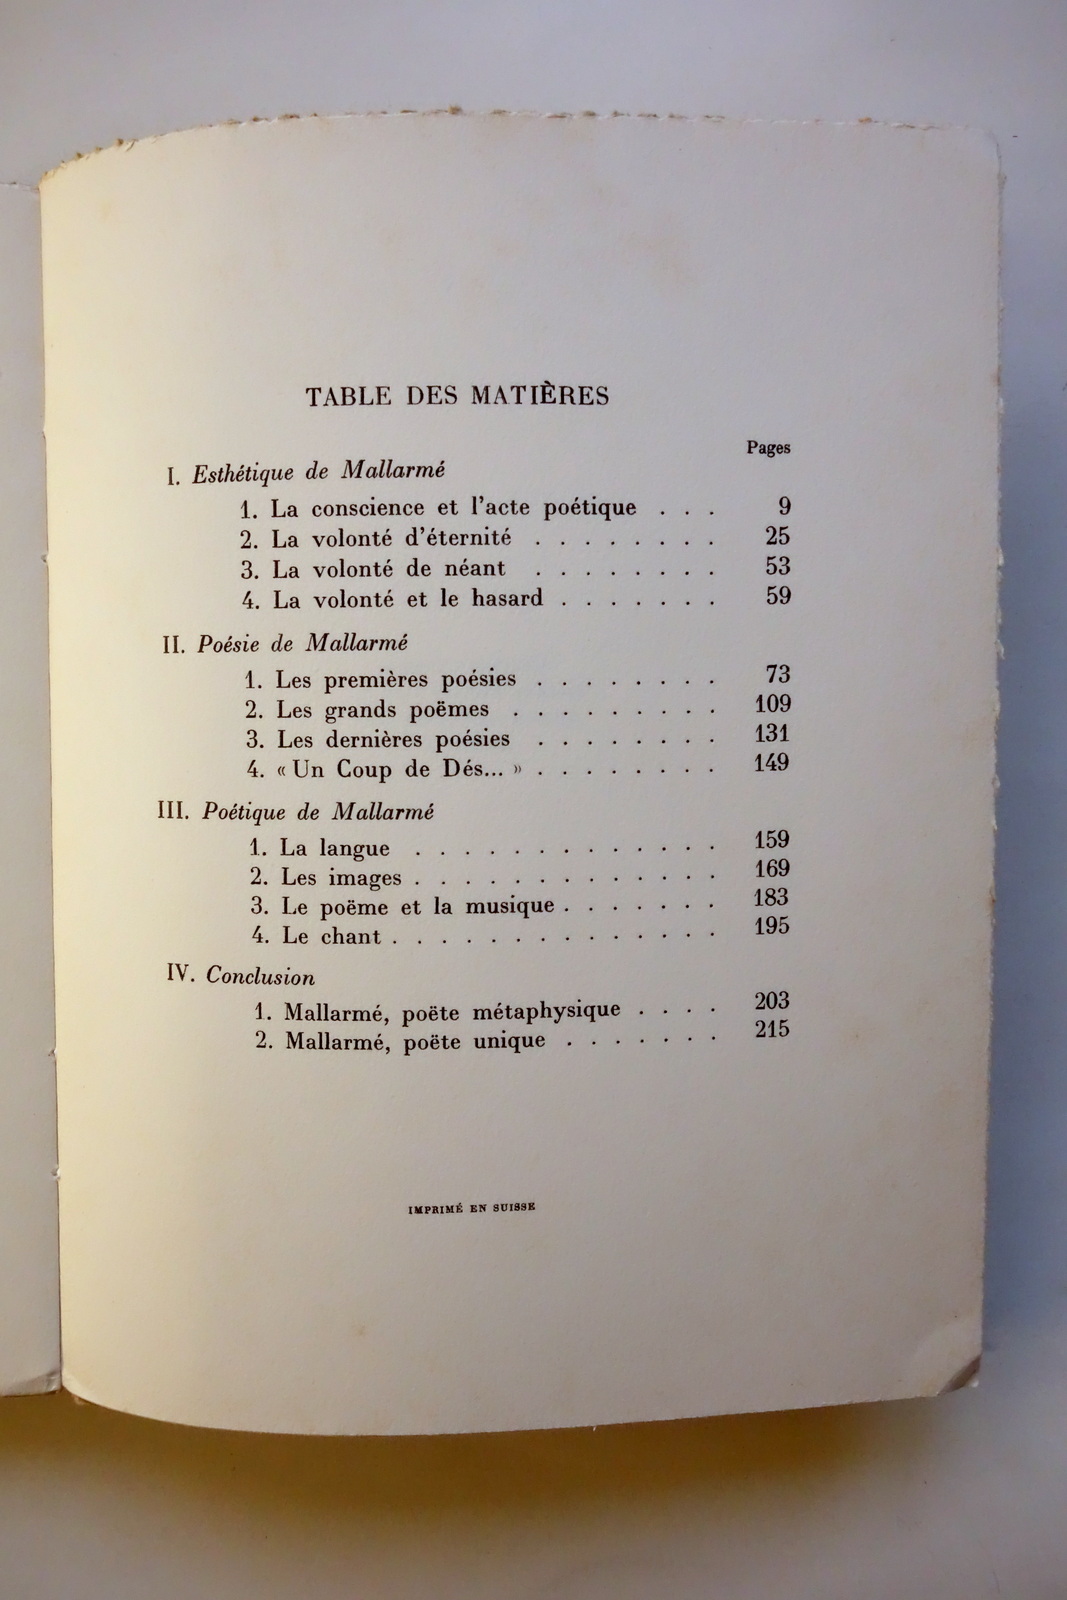 TABLE DES MATIÈRES
Pages
I. Esthétique de Mallarmé
1. La conscience et l'acte poétique . . . 9
2. La volonté d'éternité . . . . . . . . 25
3. La volonté de néant . . . . . . . . 53
4. La volonté et le hasard . . . . . . . 59
II. Poésie de Mallarmé
1. Les premières poésies . . . . . . . . 73
2. Les grands poëmes . . . . . . . . . 109
3. Les dernières poésies . . . . . . . . 131
4. « Un Coup de Dés... » . . . . . . . . 149
III. Poétique de Mallarmé
1. La langue . . . . . . . . . . . . . 159
2. Les images . . . . . . . . . . . . . 169
3. Le poëme et la musique . . . . . . . 183
4. Le chant . . . . . . . . . . . . . . 195
IV. Conclusion
1. Mallarmé, poëte métaphysique . . . . 203
2. Mallarmé, poëte unique . . . . . . . 215
IMPRIMÉ EN SUISSE